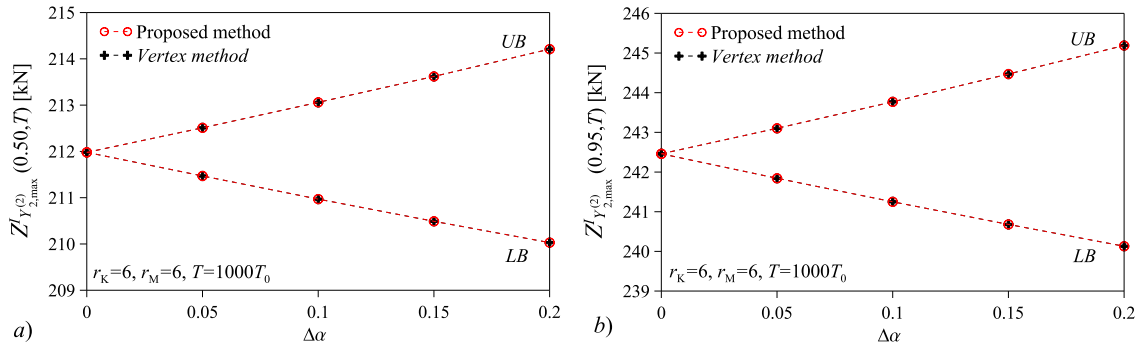 215
214
213
212
211
210
209
Z^I_{Y^{(2)}_{2,max}} (0.50,T) [kN]
Proposed method
Vertex method
UB
LB
r_K=6, r_M=6, T=1000T_0
0 0.05 0.1 0.15 0.2
Δα
a)
246
245
244
243
242
241
240
239
Z^I_{Y^{(2)}_{2,max}} (0.95,T) [kN]
Proposed method
Vertex method
UB
LB
r_K=6, r_M=6, T=1000T_0
0 0.05 0.1 0.15 0.2
Δα
b)